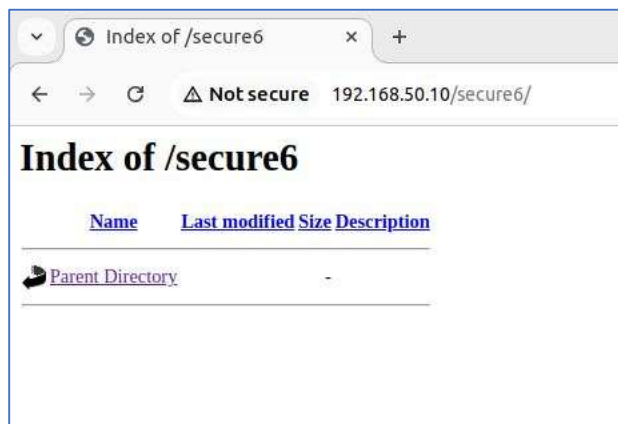 Index of /secure6
Not secure 192.168.50.10/secure6/
Index of /secure6
Name Last modified Size Description
Parent Directory -